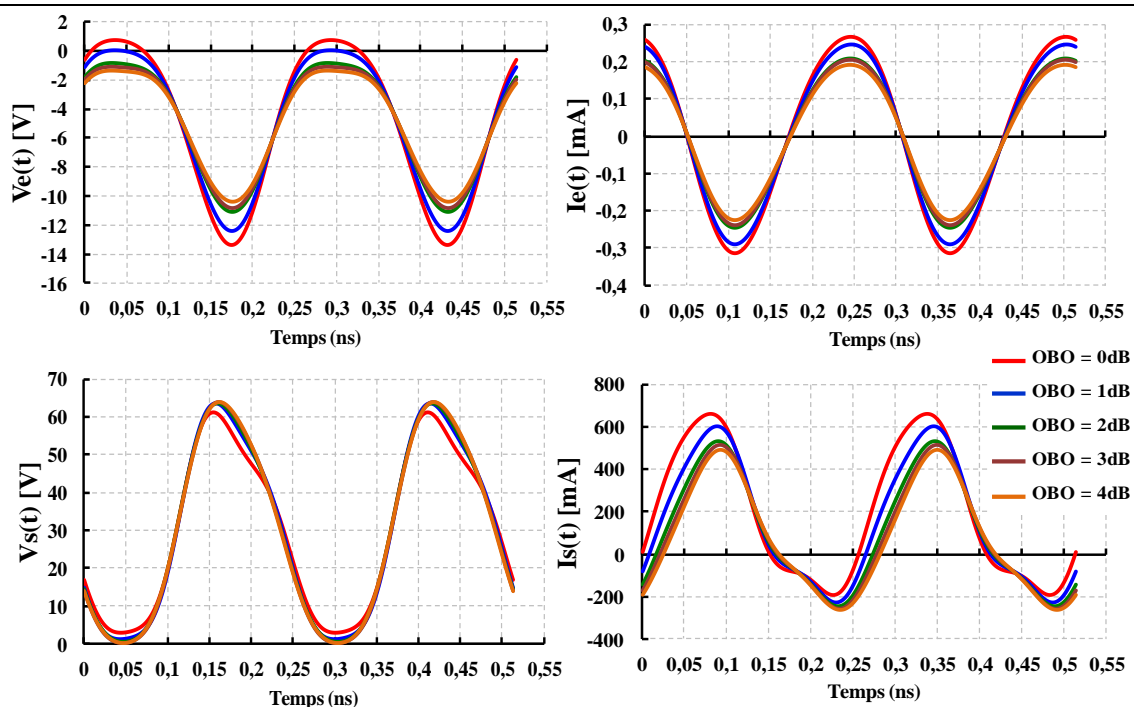 2
0
-2
-4
-6
-8
-10
-12
-14
-16
Ve(t) [V]
0 0,05 0,1 0,15 0,2 0,25 0,3 0,35 0,4 0,45 0,5 0,55
Temps (ns)
0,3
0,2
0,1
0
-0,1
-0,2
-0,3
-0,4
Ie(t) [mA]
0 0,05 0,1 0,15 0,2 0,25 0,3 0,35 0,4 0,45 0,5 0,55
Temps (ns)
70
60
50
40
30
20
10
0
Vs(t) [V]
0 0,05 0,1 0,15 0,2 0,25 0,3 0,35 0,4 0,45 0,5 0,55
Temps (ns)
800
600
400
200
0
-200
-400
Is(t) [mA]
0 0,05 0,1 0,15 0,2 0,25 0,3 0,35 0,4 0,45 0,5 0,55
Temps (ns)
OBO = 0dB
OBO = 1dB
OBO = 2dB
OBO = 3dB
OBO = 4dB